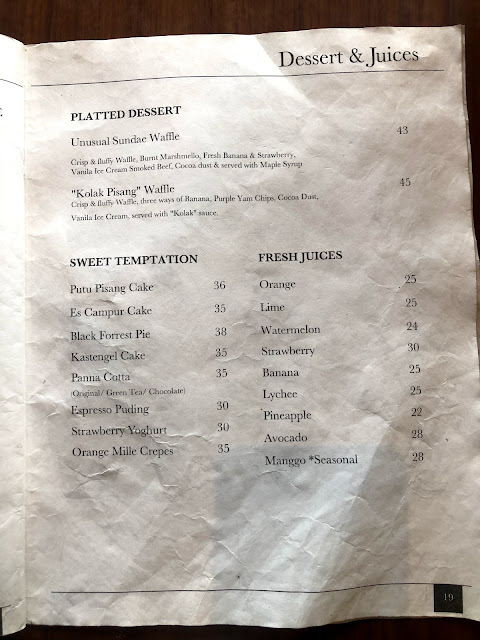 Dessert & Juices
PLATTED DESSERT
Unusual Sundae Waffle 43
Crisp & fluffy Waffle, Burnt Marshmello, Fresh Banana & Strawberry,
Vanila Ice Cream Smoked Beef, Cocoa dust & served with Maple Syrup
"Kolak Pisang" Waffle 45
Crisp & fluffy Waffle, three ways of Banana, Purple Yam Chips, Cocoa Dust,
Vanila Ice Cream, served with "Kolak" sauce.
SWEET TEMPTATION
Putu Pisang Cake 36
Es Campur Cake 35
Black Forrest Pie 38
Kastengel Cake 35
Panna Cotta 35
(Original/ Green Tea/ Chocolate)
Espresso Puding 30
Strawberry Yoghurt 30
Orange Mille Crepes 35
FRESH JUICES
Orange 25
Lime 25
Watermelon 24
Strawberry 30
Banana 25
Lychee 25
Pineapple 22
Avocado 28
Manggo *Seasonal 28
19